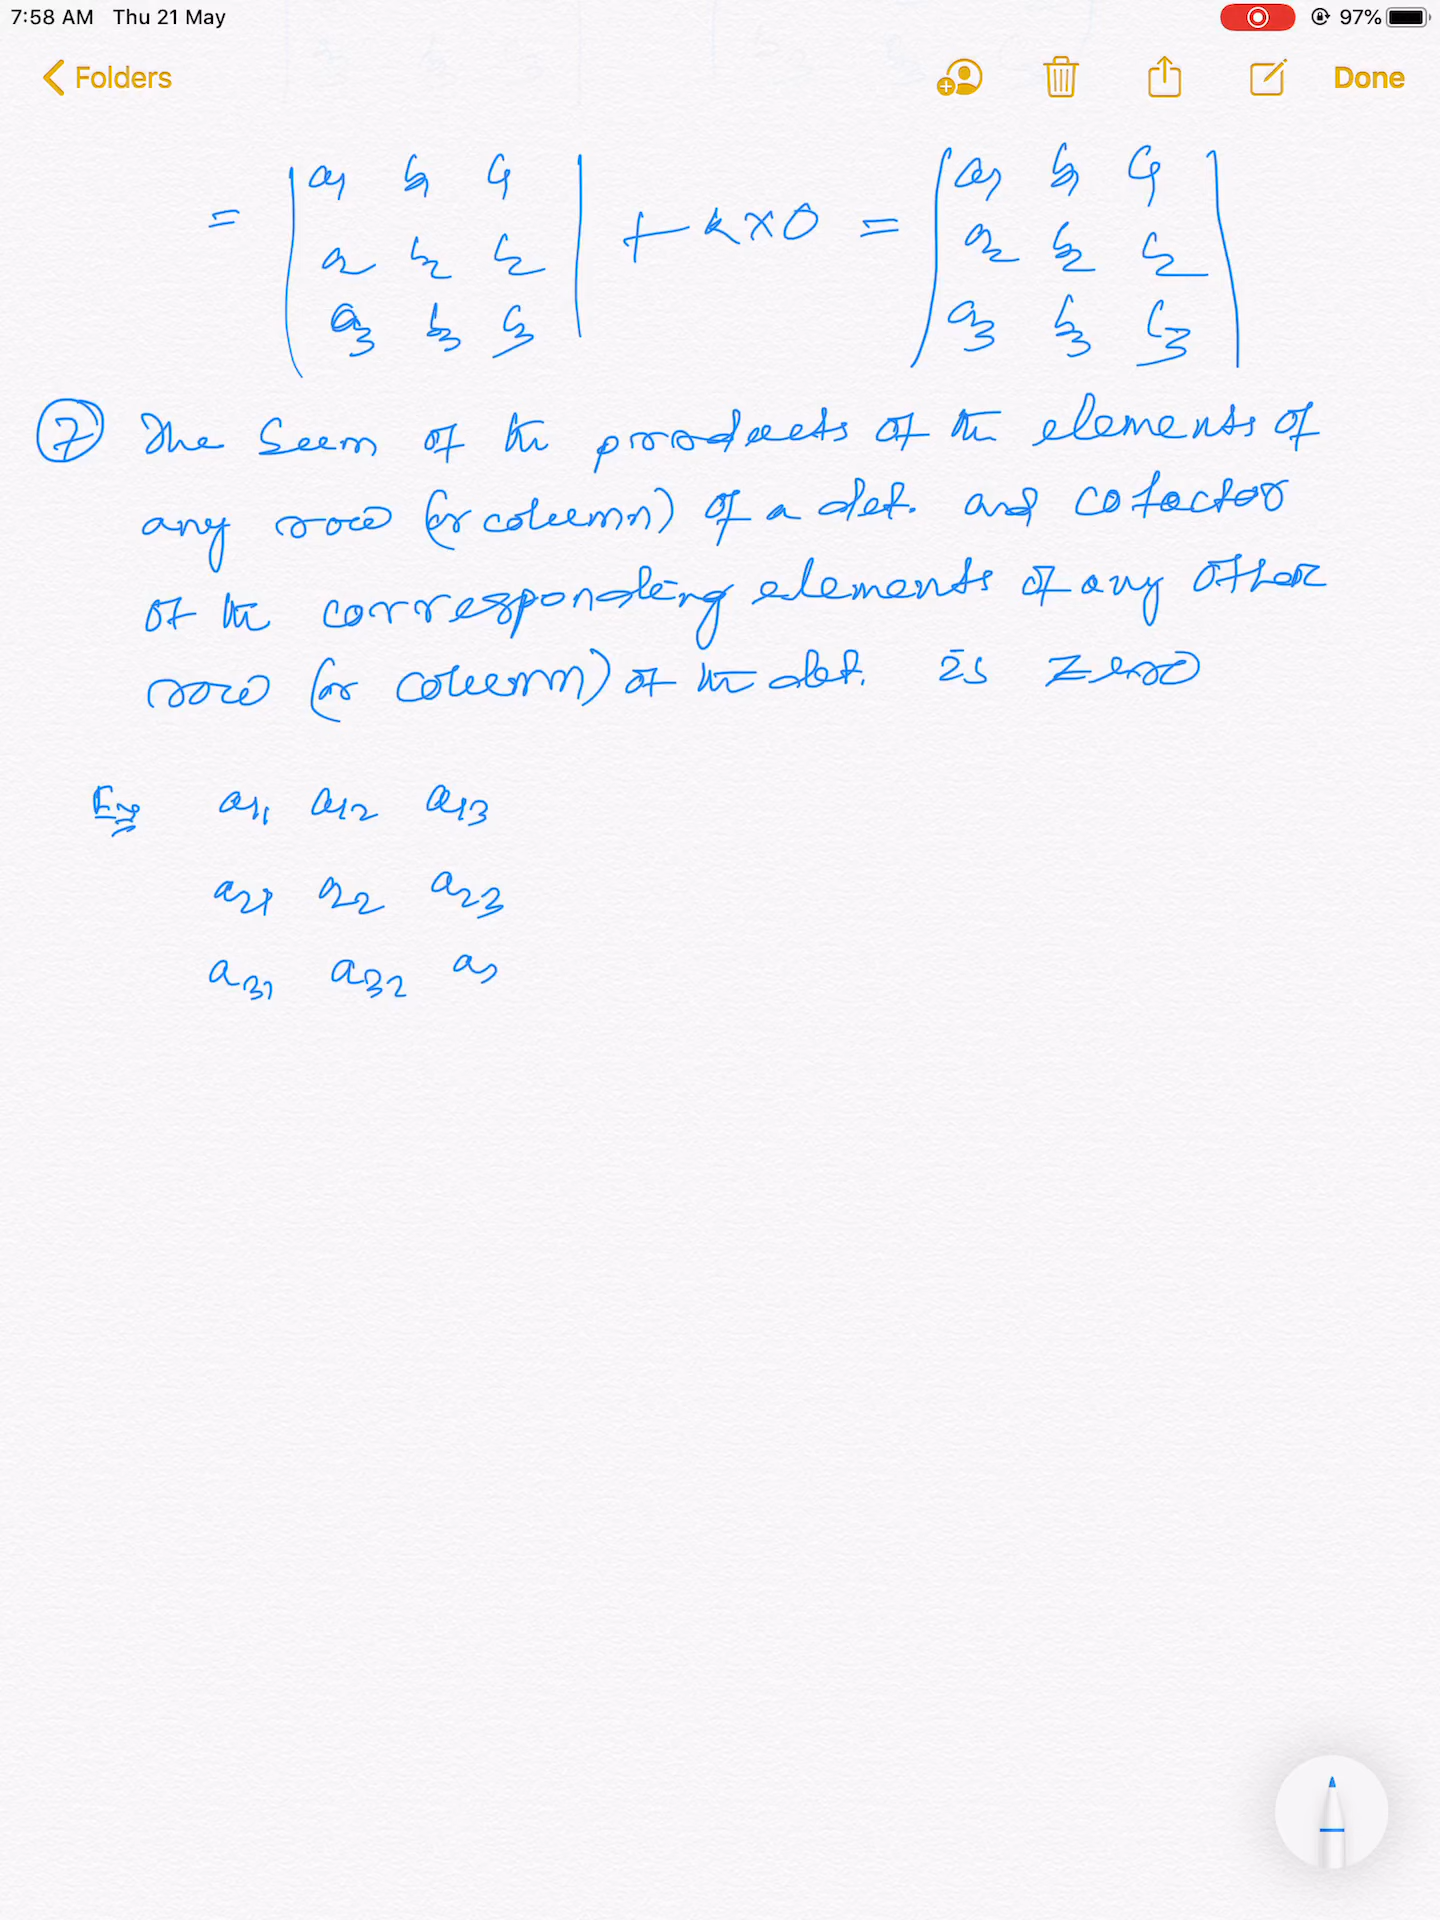 7:58 AM Thu 21 May 97%
Folders Done
= | a1 b1 c1 | + k×0 = | a1 b1 c1 |
a2 b2 c2 a2 b2 c2
a3 b3 c3 a3 b3 c3
7 The sum of the products of the elements of
any row (or column) of a det. and cofactor
of the corresponding elements of any other
row (or column) of the det. is zero
Ex a11 a12 a13
a21 a22 a23
a31 a32 a3